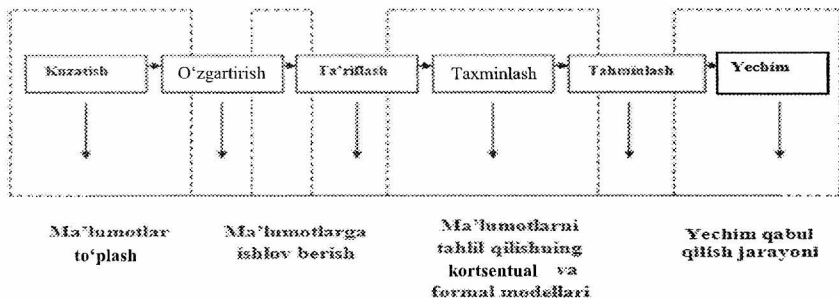 Kuzatish
O‘zgartirish
Ta’riflash
Taxminlash
Tahminlash
Yechim
Ma’lumotlar
to‘plash
Ma’lumotlarga
ishlov berish
Ma’lumotlarni
tahlil qilishning
kortsentual va
formal modellari
Yechim qabul
qilish jarayoni